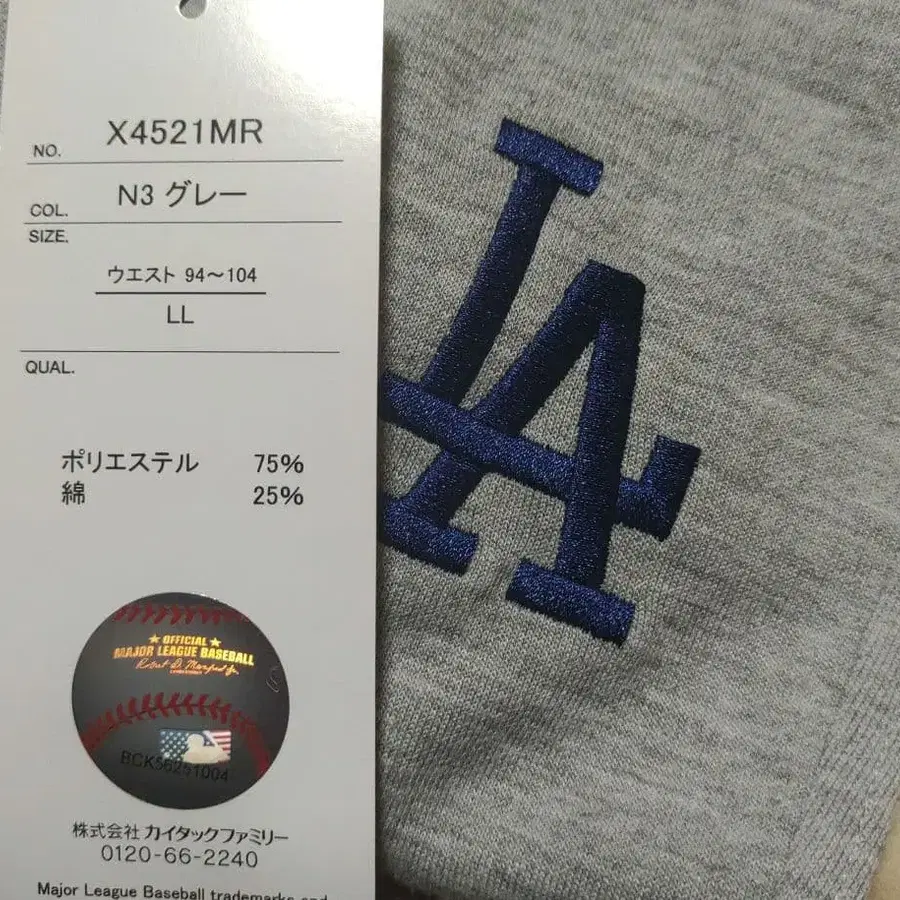 NO. X4521MR
COL. N3 グレー
SIZE.
ウエスト 94～104
LL
QUAL.
ポリエステル 75%
綿 25%
★ OFFICIAL ★
MAJOR LEAGUE BASEBALL
BCK56251004
株式会社 カイタックファミリー
0120-66-2240
Major League Baseball trademarks and
LA